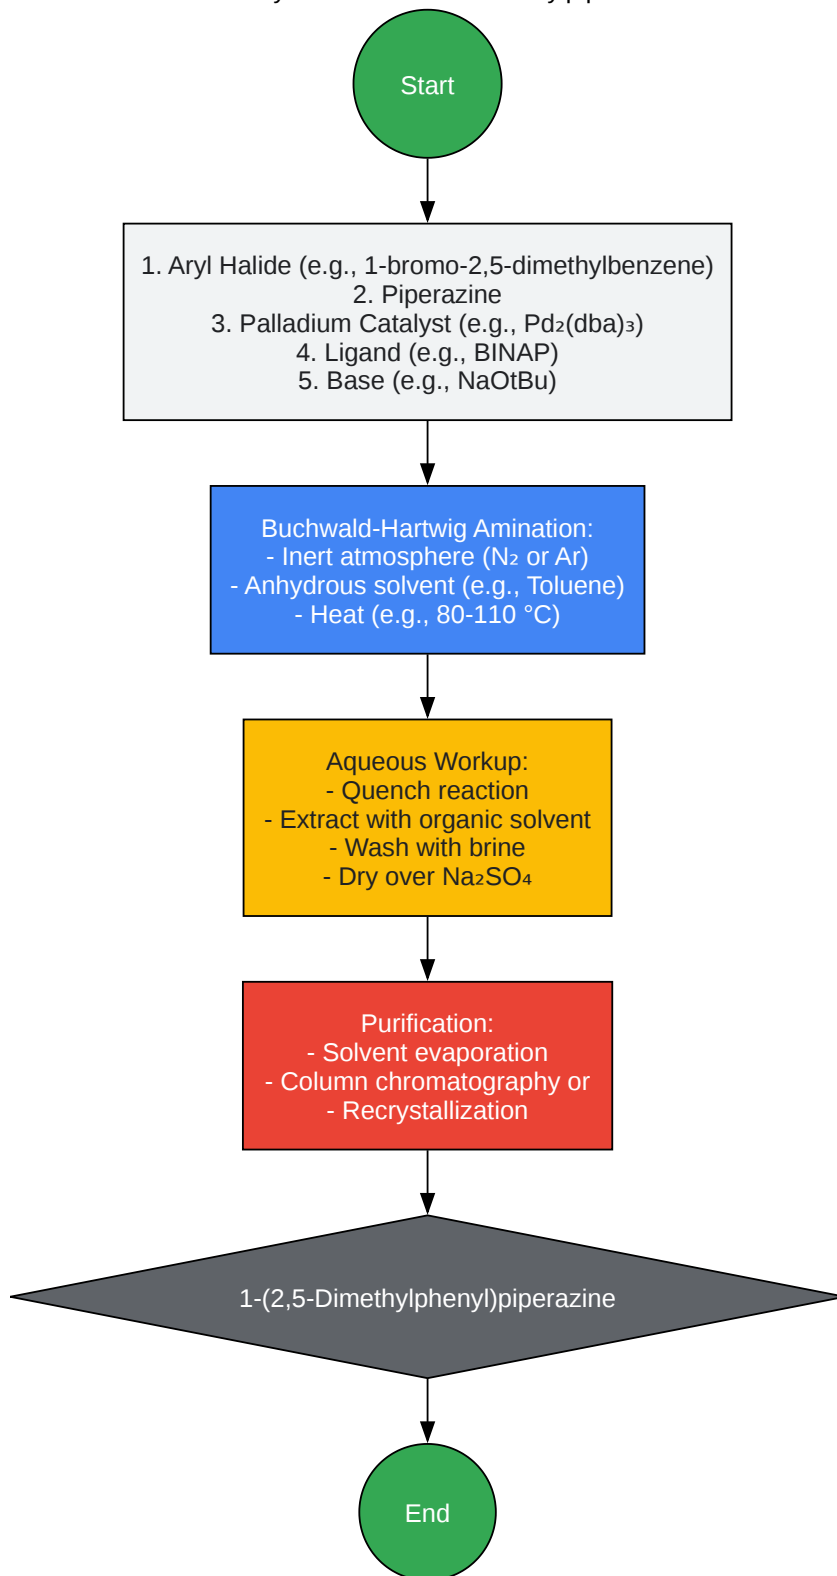 Start
1. Aryl Halide (e.g., 1-bromo-2,5-dimethylbenzene)
2. Piperazine
3. Palladium Catalyst (e.g., Pd₂(dba)₃)
4. Ligand (e.g., BINAP)
5. Base (e.g., NaOtBu)
Buchwald-Hartwig Amination:
- Inert atmosphere (N₂ or Ar)
- Anhydrous solvent (e.g., Toluene)
- Heat (e.g., 80-110 °C)
Aqueous Workup:
- Quench reaction
- Extract with organic solvent
- Wash with brine
- Dry over Na₂SO₄
Purification:
- Solvent evaporation
- Column chromatography or
- Recrystallization
1-(2,5-Dimethylphenyl)piperazine
End